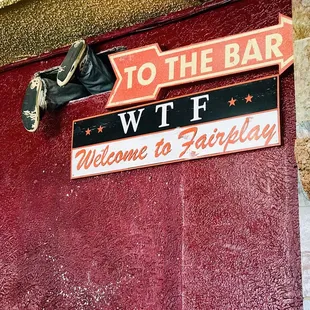 TO THE BAR
WTF
Welcome to Fairplay